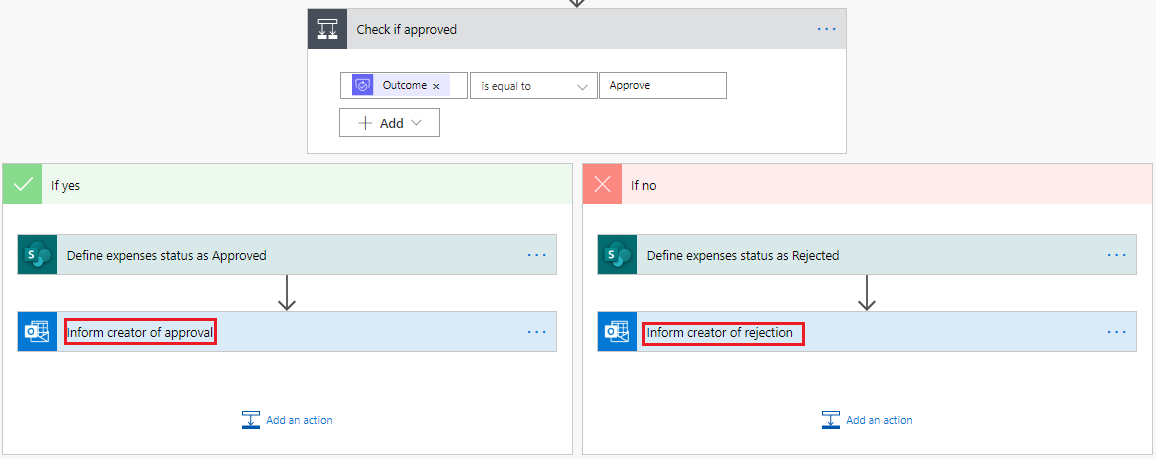 Check if approved
Outcome × is equal to Approve
Add
If yes
Define expenses status as Approved
Inform creator of approval
Add an action
If no
Define expenses status as Rejected
Inform creator of rejection
Add an action